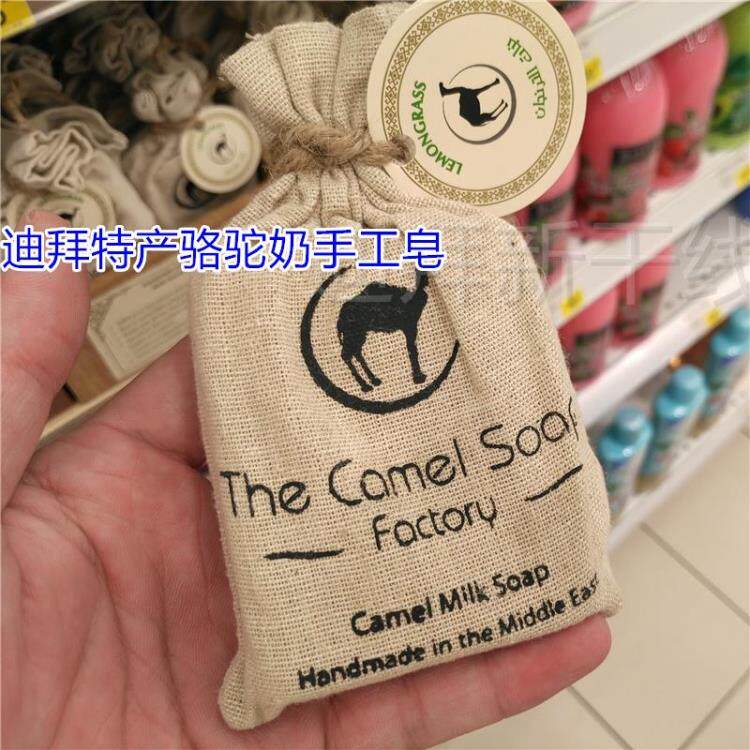 LEMONGRASS
迪拜特产骆驼奶手工皂
The Camel Soap
Factory
Camel Milk Soap
Handmade in the Middle East